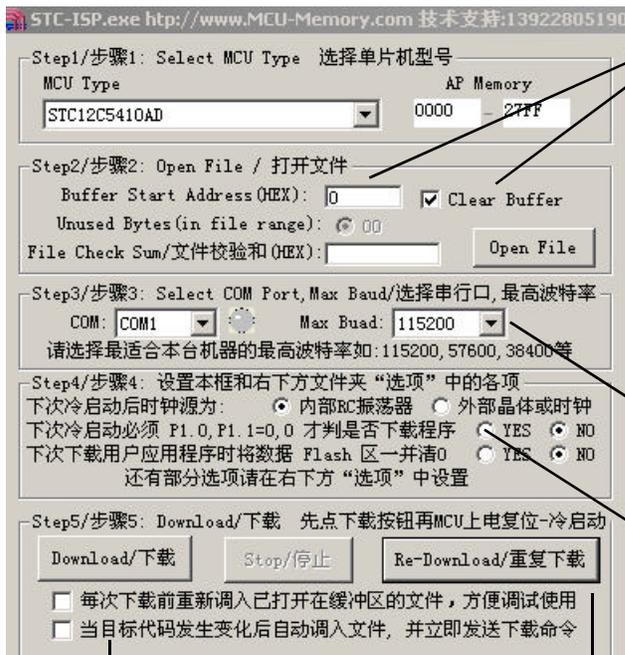 STC-ISP.exe htp://www.MCU-Memory.com 技术支持:13922805190
Step1/步骤1: Select MCU Type 选择单片机型号
MCU Type AP Memory
STC12C5410AD 0000 - 27FF
Step2/步骤2: Open File / 打开文件
Buffer Start Address(HEX): 0 Clear Buffer
Unused Bytes(in file range): 00
File Check Sum/文件校验和(HEX): Open File
Step3/步骤3: Select COM Port,Max Baud/选择串行口,最高波特率
COM: COM1 Max Buad: 115200
请选择最适合本台机器的最高波特率如:115200,57600,38400等
Step4/步骤4: 设置本框和右下方文件夹“选项”中的各项
下次冷启动后时钟源为: 内部RC振荡器 外部晶体或时钟
下次冷启动必须 P1.0,P1.1=0,0 才判是否下载程序 YES NO
下次下载用户应用程序时将数据 Flash 区一并清0 YES NO
还有部分选项请在右下方“选项”中设置
Step5/步骤5: Download/下载 先点下载按钮再MCU上电复位-冷启动
Download/下载 Stop/停止 Re-Download/重复下载
每次下载前重新调入已打开在缓冲区的文件，方便调试使用
当目标代码发生变化后自动调入文件, 并立即发送下载命令